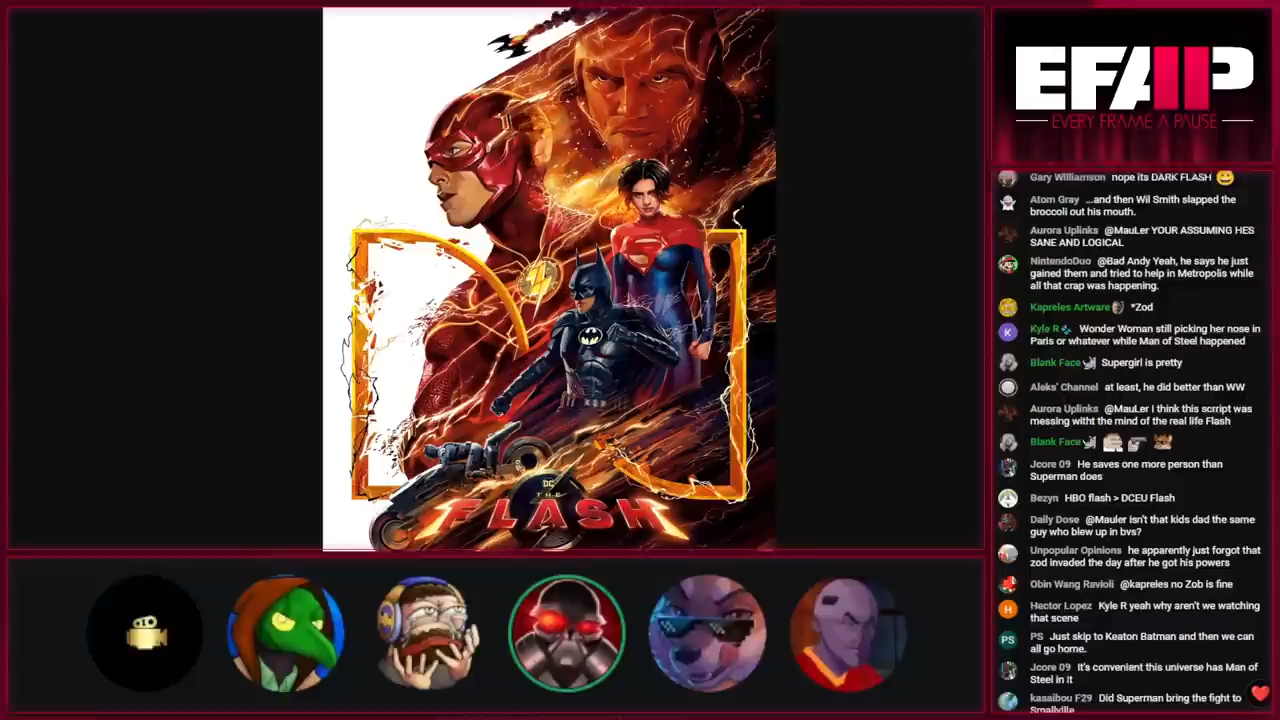 DC
THE
FLASH
EFAP
EVERY FRAME A PAUSE
Gary Williamson nope its DARK FLASH
Atom Gray ...and then Wil Smith slapped the
broccoli out his mouth.
Aurora Uplinks @MauLer YOUR ASSUMING HES
SANE AND LOGICAL
NintendoDuo @Bad Andy Yeah, he says he just
gained them and tried to help in Metropolis while
all that crap was happening.
Kapreles Artware *Zod
Kyle R Wonder Woman still picking her nose in
Paris or whatever while Man of Steel happened
Blank Face Supergirl is pretty
Aleks' Channel at least, he did better than WW
Aurora Uplinks @MauLer I think this scrript was
messing witht the mind of the real life Flash
Blank Face
Jcore 09 He saves one more person than
Superman does
Bezyn HBO flash > DCEU Flash
Daily Dose @Mauler isn't that kids dad the same
guy who blew up in bvs?
Unpopular Opinions he apparently just forgot that
zod invaded the day after he got his powers
Obin Wang Ravioli @kapreles no Zob is fine
Hector Lopez Kyle R yeah why aren't we watching
that scene
PS PS Just skip to Keaton Batman and then we can
all go home.
Jcore 09 It's convenient this universe has Man of
Steel in it
kasaibou F29 Did Superman bring the fight to
Smallville